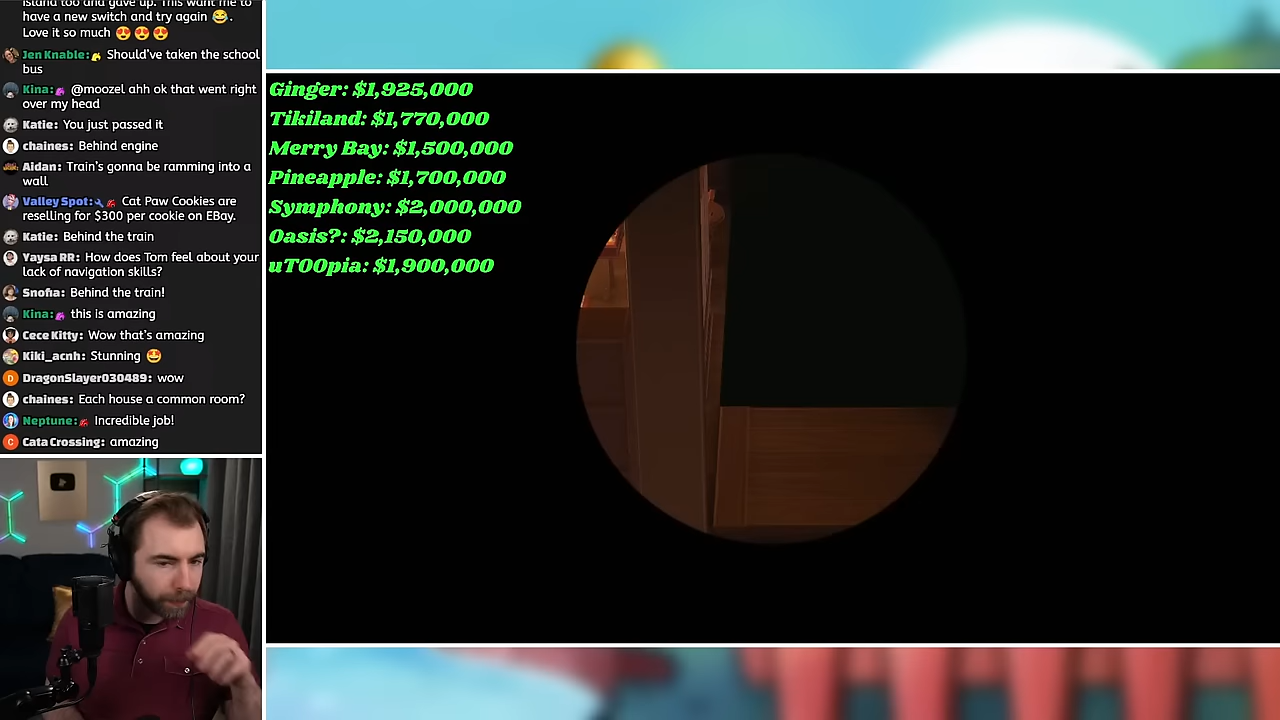 island too and gave up. This want me to
have a new switch and try again 😂.
Love it so much 😍😍😍
Jen Knable: Should've taken the school
bus
Kina: @moozel ahh ok that went right
over my head
Katie: You just passed it
chaines: Behind engine
Aidan: Train's gonna be ramming into a
wall
Valley Spot: Cat Paw Cookies are
reselling for $300 per cookie on EBay.
Katie: Behind the train
Yaysa RR: How does Tom feel about your
lack of navigation skills?
Snofia: Behind the train!
Kina: this is amazing
Cece Kitty: Wow that's amazing
Kiki_acnh: Stunning 🤩
DragonSlayer030489: wow
chaines: Each house a common room?
Neptune: Incredible job!
Cata Crossing: amazing
Ginger: $1,925,000
Tikiland: $1,770,000
Merry Bay: $1,500,000
Pineapple: $1,700,000
Symphony: $2,000,000
Oasis?: $2,150,000
uT00pia: $1,900,000